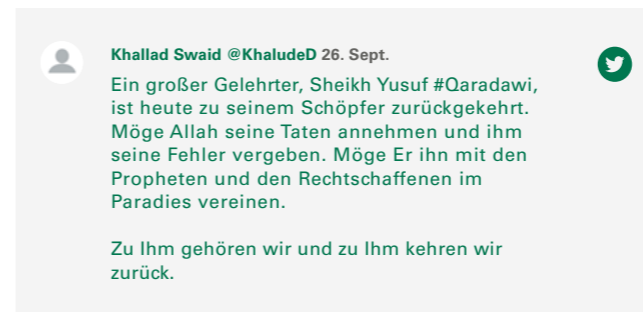 Khallad Swaid @KhaludeD 26. Sept.
Ein großer Gelehrter, Sheikh Yusuf #Qaradawi,
ist heute zu seinem Schöpfer zurückgekehrt.
Möge Allah seine Taten annehmen und ihm
seine Fehler vergeben. Möge Er ihn mit den
Propheten und den Rechtschaffenen im
Paradies vereinen.
Zu Ihm gehören wir und zu Ihm kehren wir
zurück.